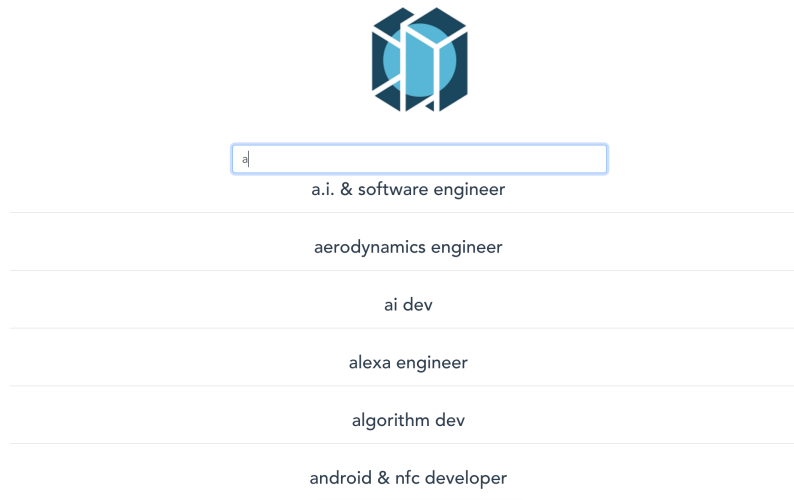 a
a.i. & software engineer
aerodynamics engineer
ai dev
alexa engineer
algorithm dev
android & nfc developer